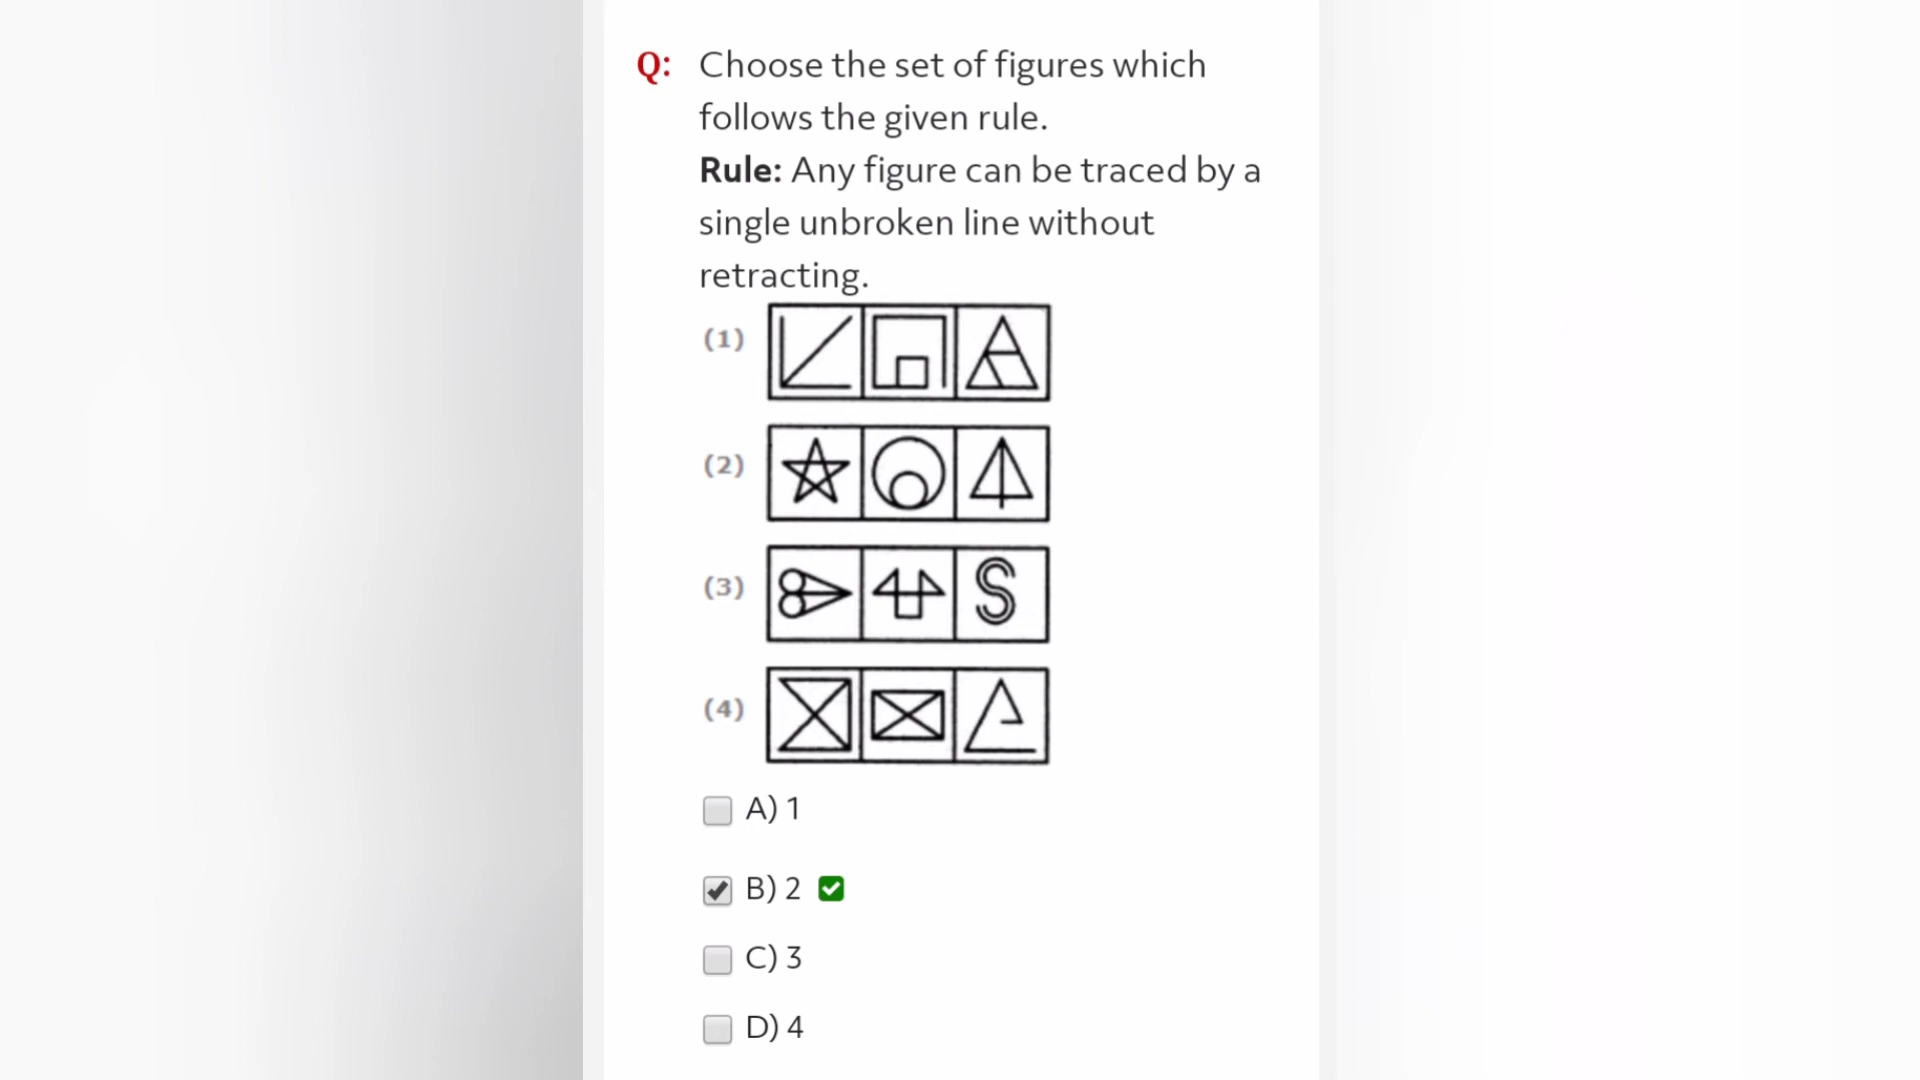 Q: Choose the set of figures which
follows the given rule.
Rule: Any figure can be traced by a
single unbroken line without
retracting.
(1)
(2)
(3)
(4)
A) 1
B) 2
C) 3
D) 4